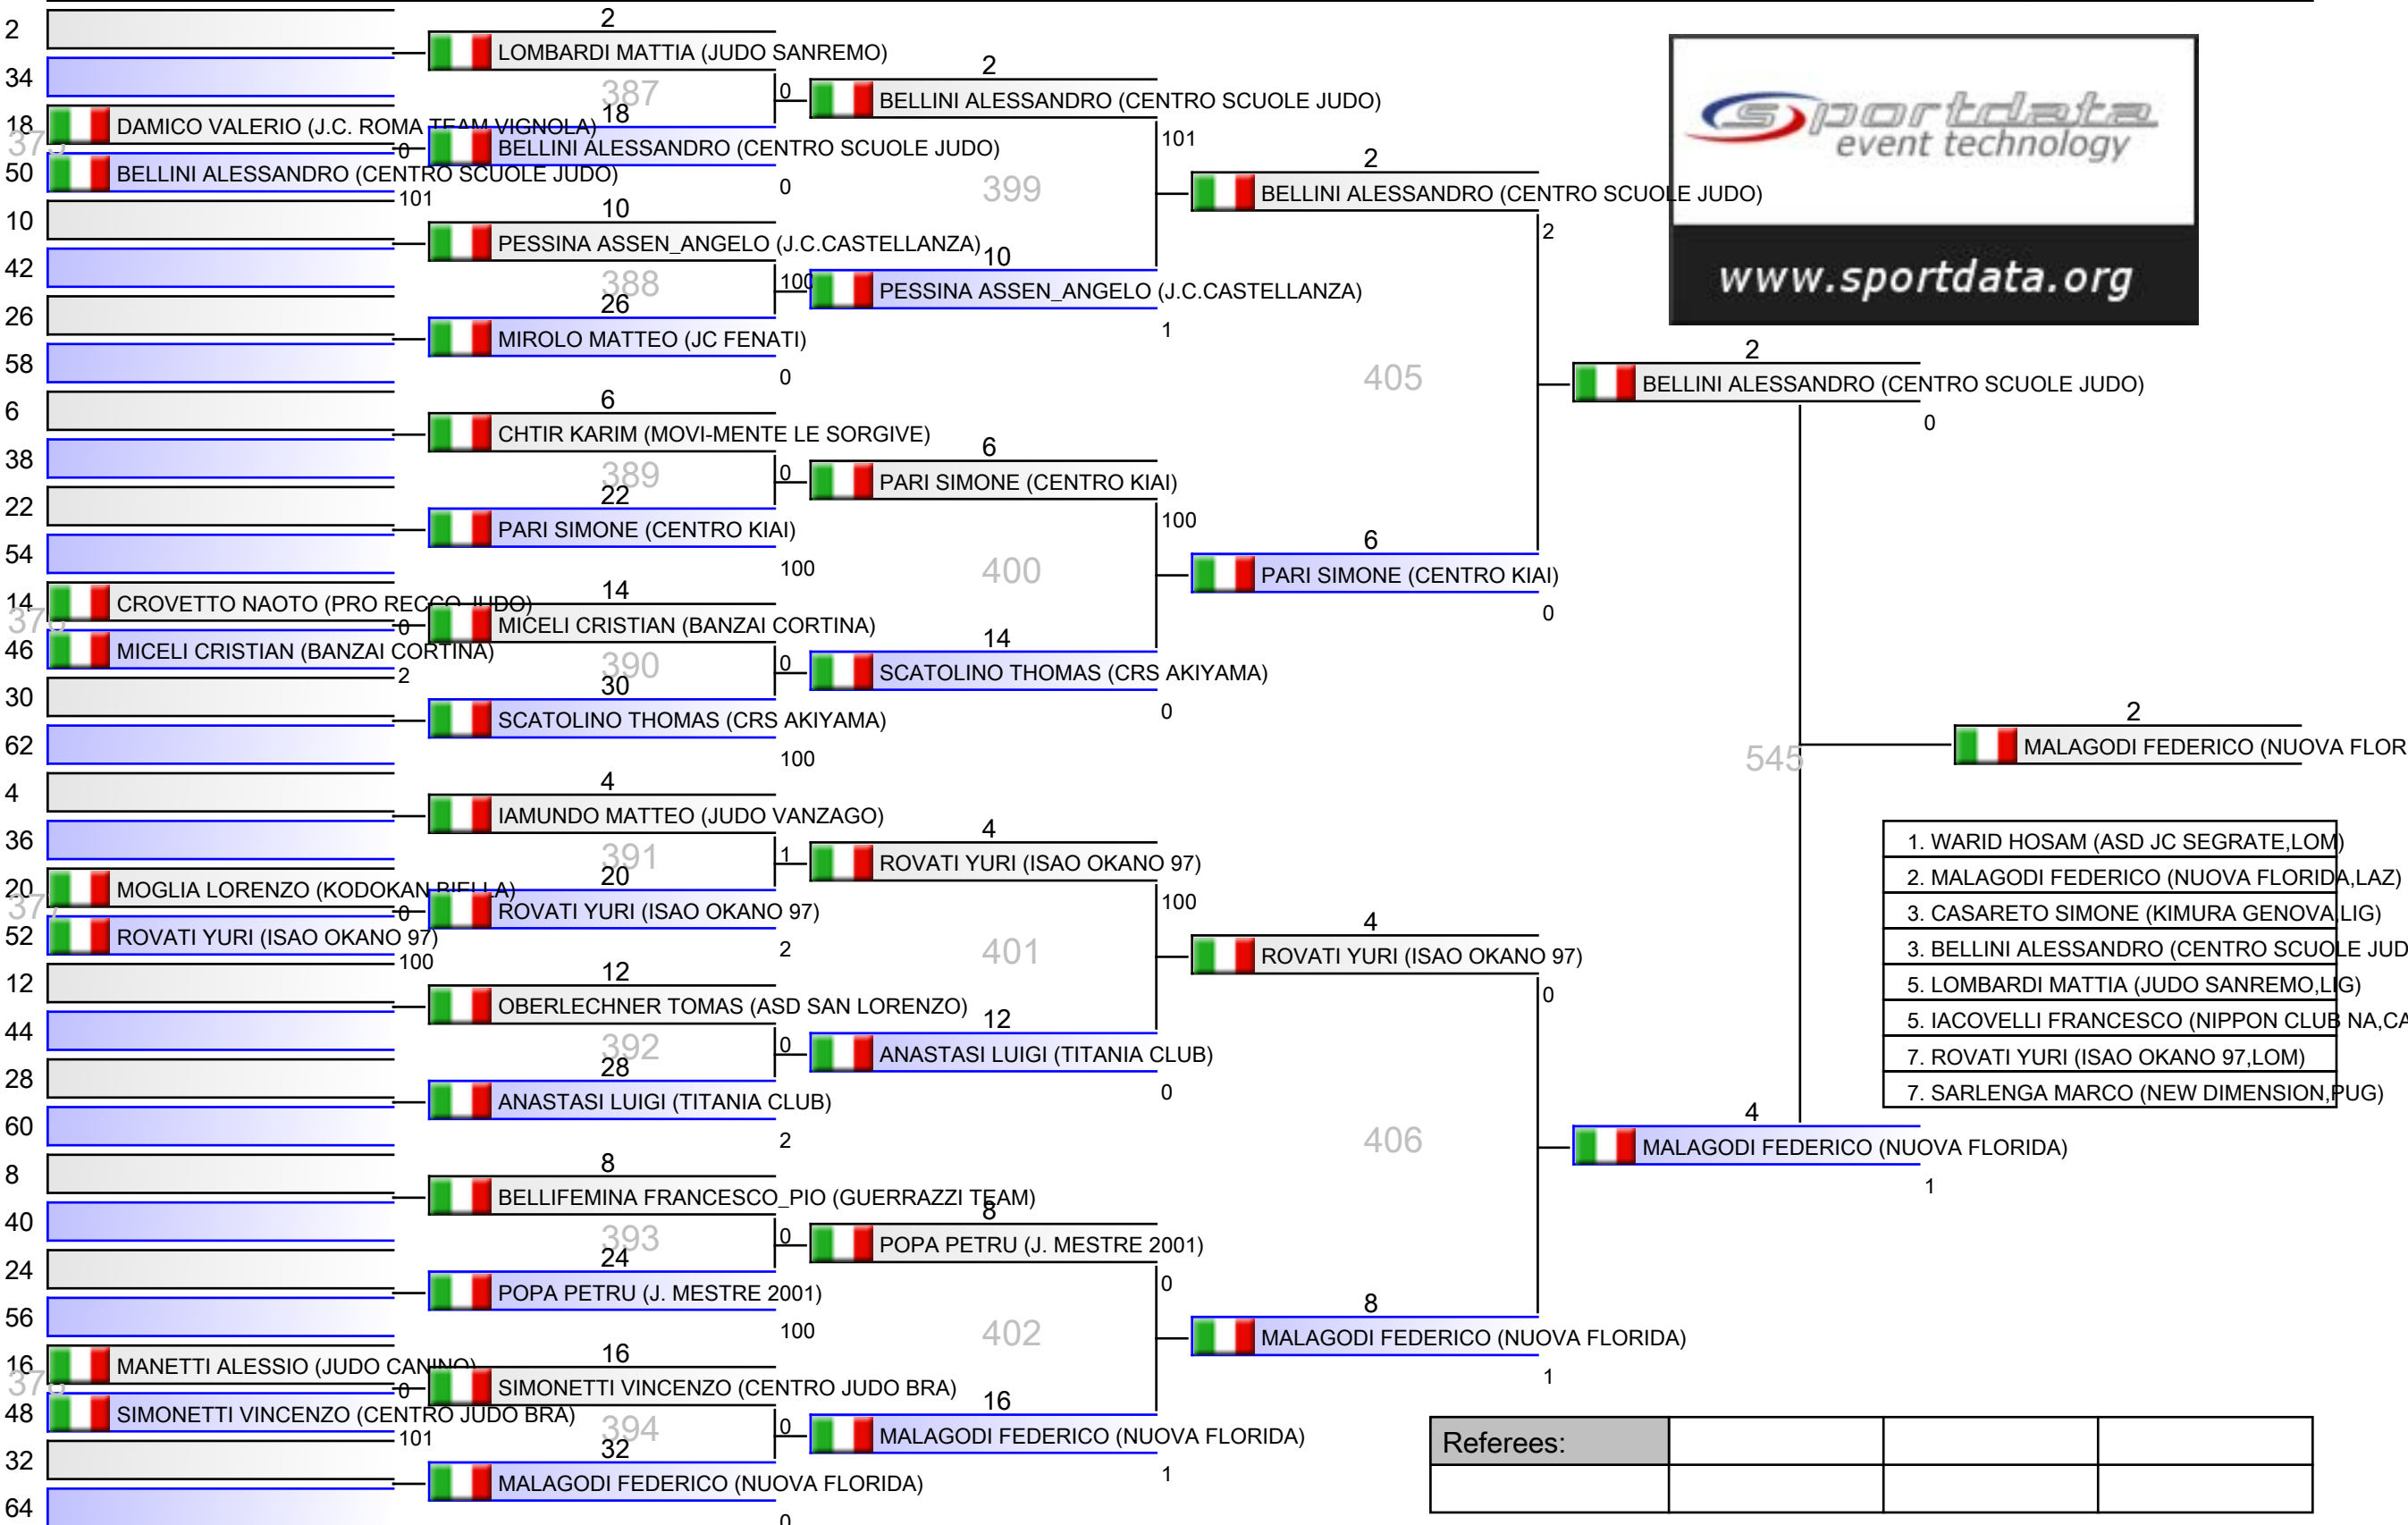 2
34
18
50
10
42
26
58
6
38
22
54
14
46
30
62
4
36
20
52
12
44
28
60
8
40
24
56
16
48
32
64
DAMICO VALERIO (J.C. ROMA TEAM VIGNOLA)
0
BELLINI ALESSANDRO (CENTRO SCUOLE JUDO)
101
CROVETTO NAOTO (PRO RECCO JUDO)
0
MICELI CRISTIAN (BANZAI CORTINA)
2
MOGLIA LORENZO (KODOKAN BIELLA)
0
ROVATI YURI (ISAO OKANO 97)
100
MANETTI ALESSIO (JUDO CANINO)
0
SIMONETTI VINCENZO (CENTRO JUDO BRA)
101
2
LOMBARDI MATTIA (JUDO SANREMO)
387
0
18
BELLINI ALESSANDRO (CENTRO SCUOLE JUDO)
0
10
PESSINA ASSEN_ANGELO (J.C.CASTELLANZA)
388
100
26
MIROLO MATTEO (JC FENATI)
0
6
CHTIR KARIM (MOVI-MENTE LE SORGIVE)
389
0
22
PARI SIMONE (CENTRO KIAI)
100
14
MICELI CRISTIAN (BANZAI CORTINA)
390
0
30
SCATOLINO THOMAS (CRS AKIYAMA)
100
4
IAMUNDO MATTEO (JUDO VANZAGO)
391
1
20
ROVATI YURI (ISAO OKANO 97)
2
12
OBERLECHNER TOMAS (ASD SAN LORENZO)
392
0
28
ANASTASI LUIGI (TITANIA CLUB)
2
8
BELLIFEMINA FRANCESCO_PIO (GUERRAZZI TEAM)
393
0
24
POPA PETRU (J. MESTRE 2001)
100
16
SIMONETTI VINCENZO (CENTRO JUDO BRA)
394
0
32
MALAGODI FEDERICO (NUOVA FLORIDA)
0
2
BELLINI ALESSANDRO (CENTRO SCUOLE JUDO)
101
399
10
PESSINA ASSEN_ANGELO (J.C.CASTELLANZA)
1
6
PARI SIMONE (CENTRO KIAI)
100
400
14
SCATOLINO THOMAS (CRS AKIYAMA)
0
4
ROVATI YURI (ISAO OKANO 97)
100
401
12
ANASTASI LUIGI (TITANIA CLUB)
0
8
POPA PETRU (J. MESTRE 2001)
0
402
16
MALAGODI FEDERICO (NUOVA FLORIDA)
1
2
BELLINI ALESSANDRO (CENTRO SCUOLE JUDO)
2
405
6
PARI SIMONE (CENTRO KIAI)
0
4
ROVATI YURI (ISAO OKANO 97)
0
406
8
MALAGODI FEDERICO (NUOVA FLORIDA)
1
sportdata
event technology
www.sportdata.org
2
BELLINI ALESSANDRO (CENTRO SCUOLE JUDO)
0
545
4
MALAGODI FEDERICO (NUOVA FLORIDA)
1
2
MALAGODI FEDERICO (NUOVA FLOR
1. WARID HOSAM (ASD JC SEGRATE,LOM)
2. MALAGODI FEDERICO (NUOVA FLORIDA,LAZ)
3. CASARETO SIMONE (KIMURA GENOVA,LIG)
3. BELLINI ALESSANDRO (CENTRO SCUOLE JUD
5. LOMBARDI MATTIA (JUDO SANREMO,LIG)
5. IACOVELLI FRANCESCO (NIPPON CLUB NA,CA
7. ROVATI YURI (ISAO OKANO 97,LOM)
7. SARLENGA MARCO (NEW DIMENSION,PUG)
Referees: